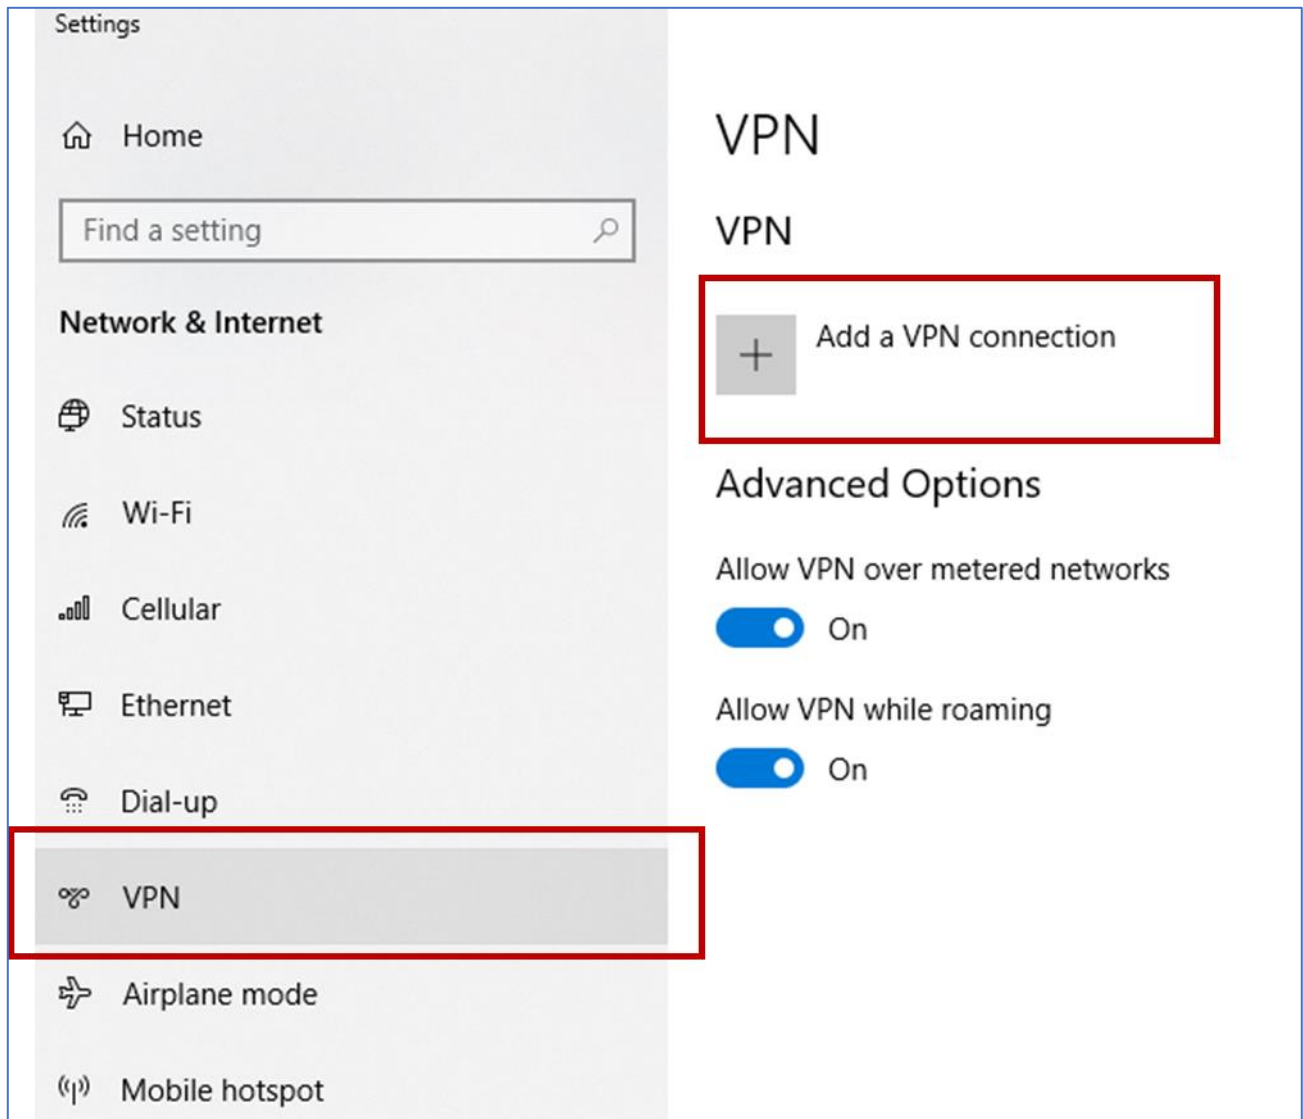 Settings
Home
Find a setting
Network & Internet
Status
Wi-Fi
Cellular
Ethernet
Dial-up
VPN
Airplane mode
Mobile hotspot
VPN
VPN
Add a VPN connection
Advanced Options
Allow VPN over metered networks
On
Allow VPN while roaming
On